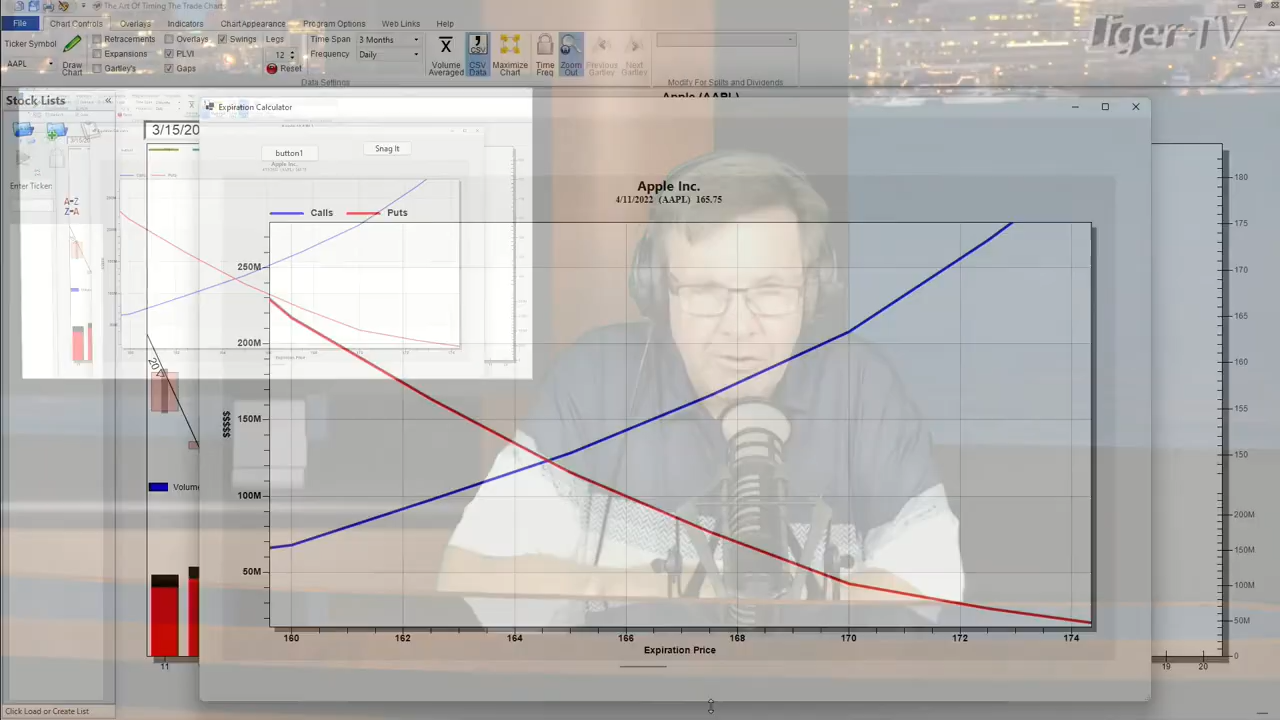 The Art Of Timing The Trade Charts
File Chart Controls Overlays Indicators Chart Appearance Program Options Web Links Help
Tiger-TV
Ticker Symbol
AAPL
Draw
Chart
Retracements Overlays Swings Legs
Expansions PLVI 12
Gartley's Gaps Reset
Time Span 3 Months
Frequency Daily
Data Settings
Volume
Averaged
CSV
Data
Maximize
Chart
Time
Freq
Zoom
Out
Previous
Gartley
Next
Gartley
Modify For Splits and Dividends
Apple (AAPL)
Stock Lists
Enter Ticker:
A-Z
Z-A
3/15/20
Expiration Calculator
button1
Snag It
Apple Inc.
4/11/2022 (AAPL) 165.75
Calls Puts
250M
200M
150M
100M
50M
$$$$$
160 162 164 166 168 170 172 174
Expiration Price
20
Volume
11
180
175
170
165
160
155
150
200M
150M
100M
50M
0
19 20
Click Load or Create List